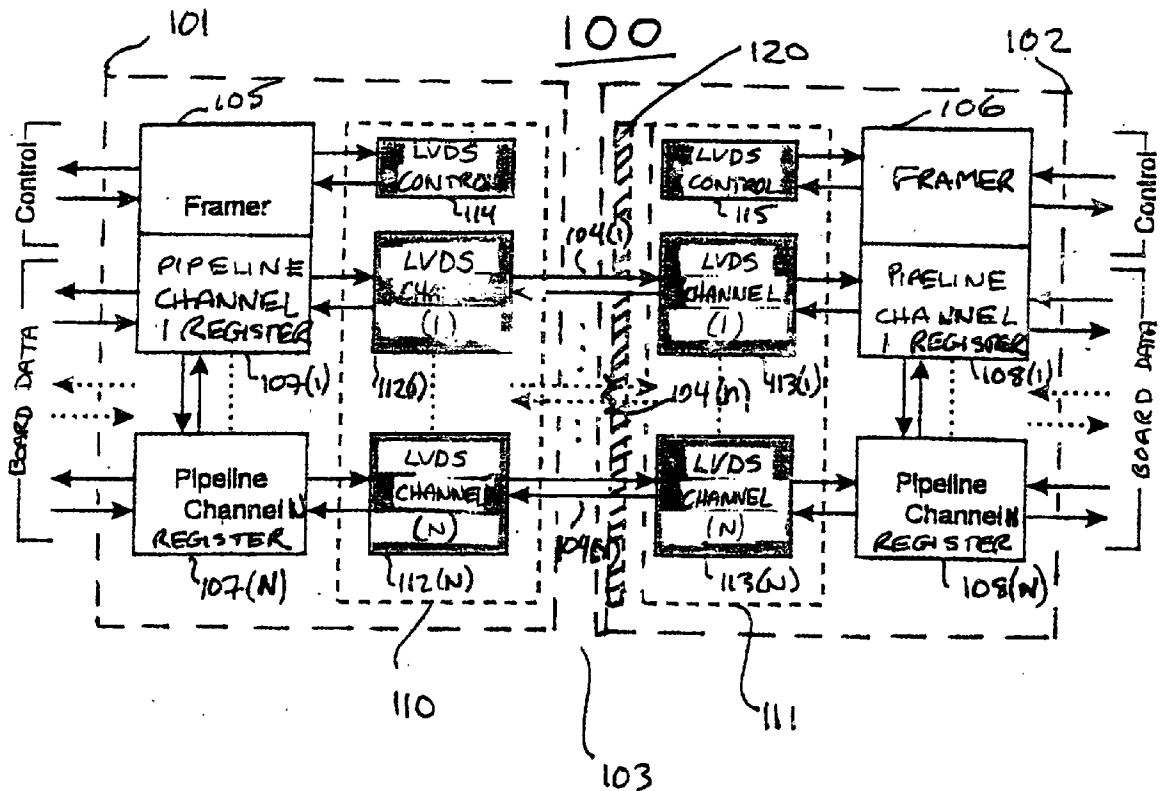 101
100
120
102
105
106
Control
Framer
LVDS
CONTROL
114
LVDS
CONTROL
115
FRAMER
Control
BOARD DATA
PIPELINE
CHANNEL
1 REGISTER
107(1)
LVDS
(1)
112(1)
104(1)
LVDS
CHANNEL
(1)
113(1)
PIPELINE
CHANNEL
1 REGISTER
108(1)
BOARD DATA
104(n)
Pipeline
Channel N
REGISTER
107(N)
LVDS
CHANNEL
(N)
112(N)
LVDS
CHANNEL
(N)
113(N)
Pipeline
Channel N
REGISTER
108(N)
110
111
103